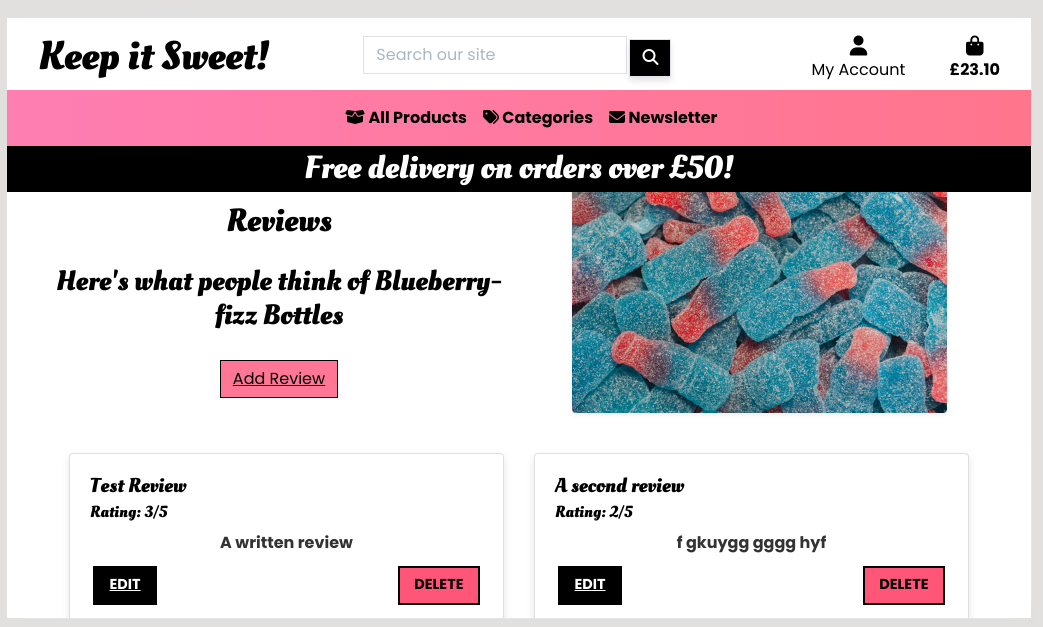 Keep it Sweet!
Search our site
My Account
£23.10
All Products
Categories
Newsletter
Free delivery on orders over £50!
Reviews
Here's what people think of Blueberry-
fizz Bottles
Add Review
Test Review
Rating: 3/5
A written review
EDIT
DELETE
A second review
Rating: 2/5
f gkuygg gggg hyf
EDIT
DELETE